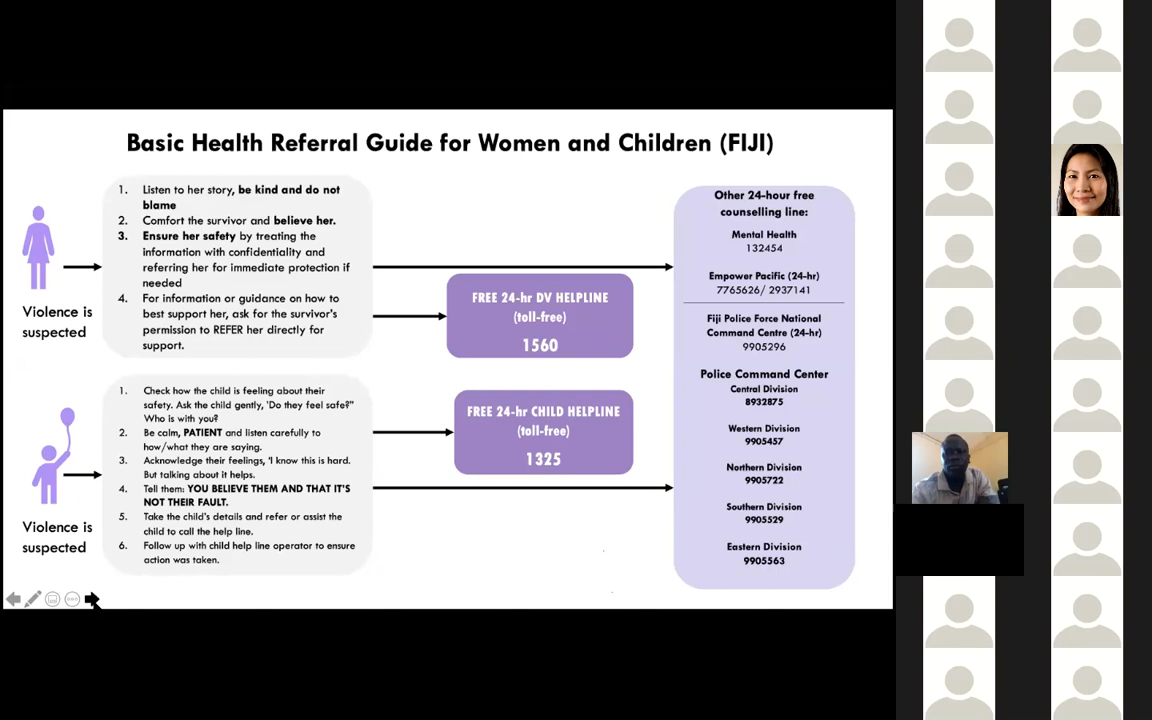 Basic Health Referral Guide for Women and Children (FIJI)
Violence is
suspected
1. Listen to her story, be kind and do not
blame
2. Comfort the survivor and believe her.
3. Ensure her safety by treating the
information with confidentiality and
referring her for immediate protection if
needed
4. For information or guidance on how to
best support her, ask for the survivor's
permission to REFER her directly for
support.
FREE 24-hr DV HELPLINE
(toll-free)
1560
Violence is
suspected
1. Check how the child is feeling about their
safety. Ask the child gently, 'Do they feel safe?"
Who is with you?
2. Be calm, PATIENT and listen carefully to
how/what they are saying.
3. Acknowledge their feelings, 'I know this is hard.
But talking about it helps.
4. Tell them: YOU BELIEVE THEM AND THAT IT'S
NOT THEIR FAULT.
5. Take the child's details and refer or assist the
child to call the help line.
6. Follow up with child help line operator to ensure
action was taken.
FREE 24-hr CHILD HELPLINE
(toll-free)
1325
Other 24-hour free
counselling line:
Mental Health
132454
Empower Pacific (24-hr)
7765626/ 2937141
Fiji Police Force National
Command Centre (24-hr)
9905296
Police Command Center
Central Division
8932875
Western Division
9905457
Northern Division
9905722
Southern Division
9905529
Eastern Division
9905563